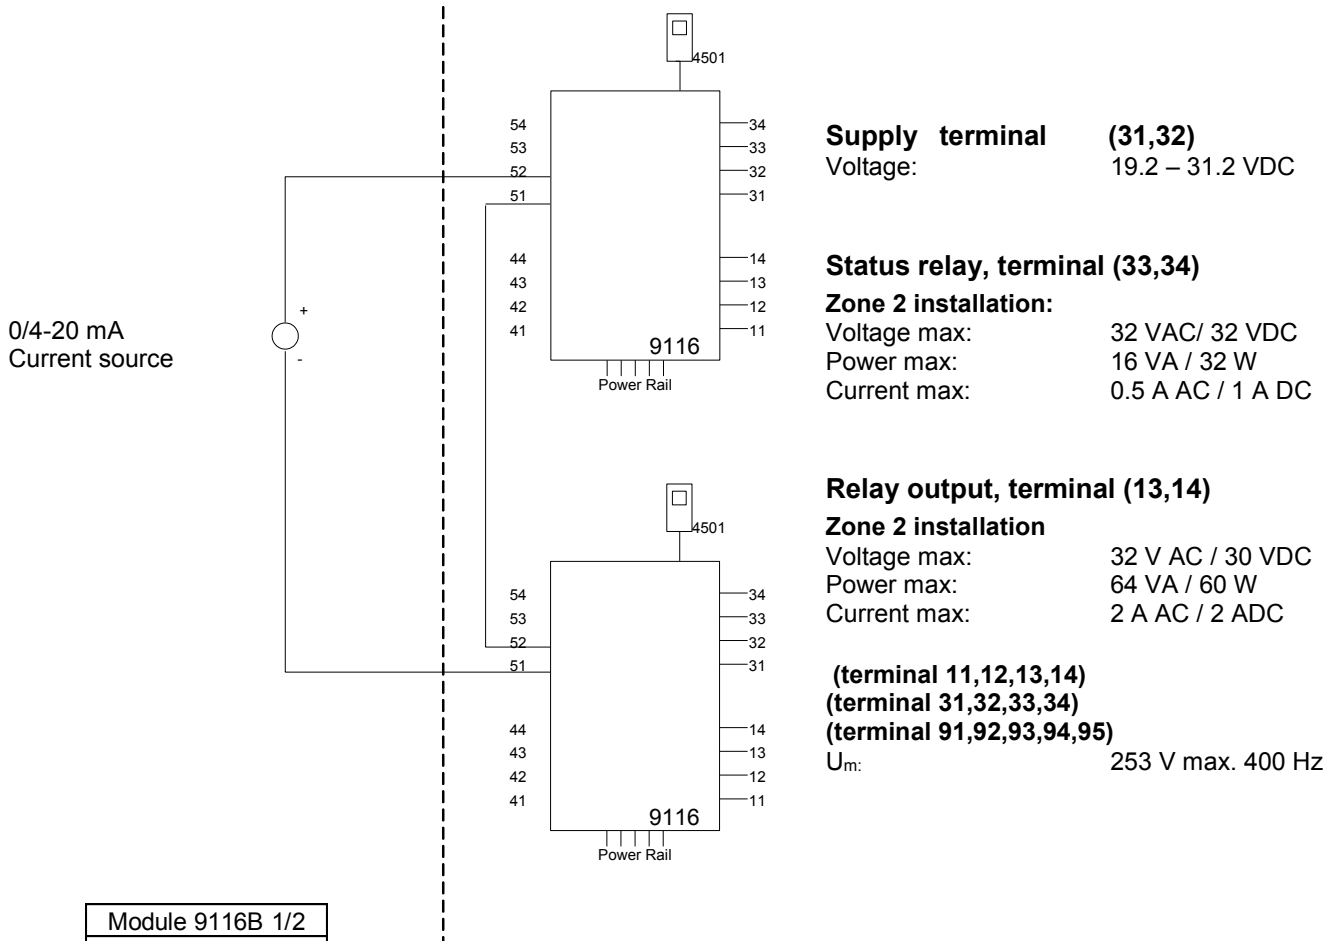 4501
54
53
52
51
44
43
42
41
34
33
32
31
14
13
12
11
9116
Power Rail
0/4-20 mA
Current source
+
-
4501
54
53
52
51
44
43
42
41
34
33
32
31
14
13
12
11
9116
Power Rail
Supply terminal (31,32)
Voltage: 19.2 – 31.2 VDC
Status relay, terminal (33,34)
Zone 2 installation:
Voltage max: 32 VAC/ 32 VDC
Power max: 16 VA / 32 W
Current max: 0.5 A AC / 1 A DC
Relay output, terminal (13,14)
Zone 2 installation
Voltage max: 32 V AC / 30 VDC
Power max: 64 VA / 60 W
Current max: 2 A AC / 2 ADC
(terminal 11,12,13,14)
(terminal 31,32,33,34)
(terminal 91,92,93,94,95)
Um: 253 V max. 400 Hz
Module 9116B 1/2